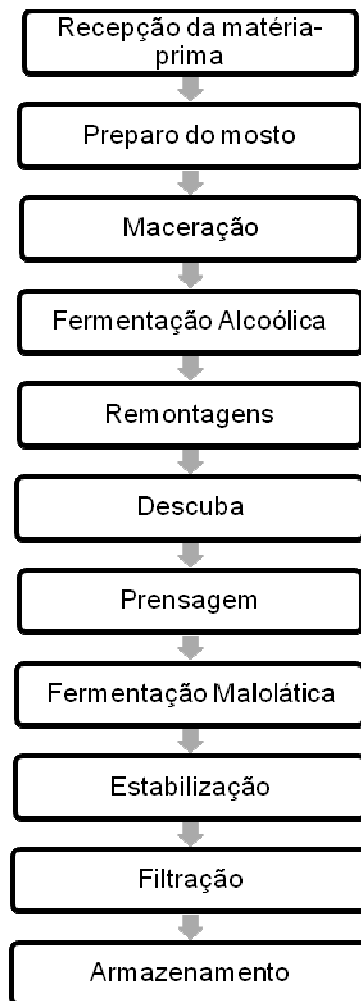 Recepção da matéria-
prima
Preparo do mosto
Maceração
Fermentação Alcoólica
Remontagens
Descuba
Prensagem
Fermentação Malolática
Estabilização
Filtração
Armazenamento